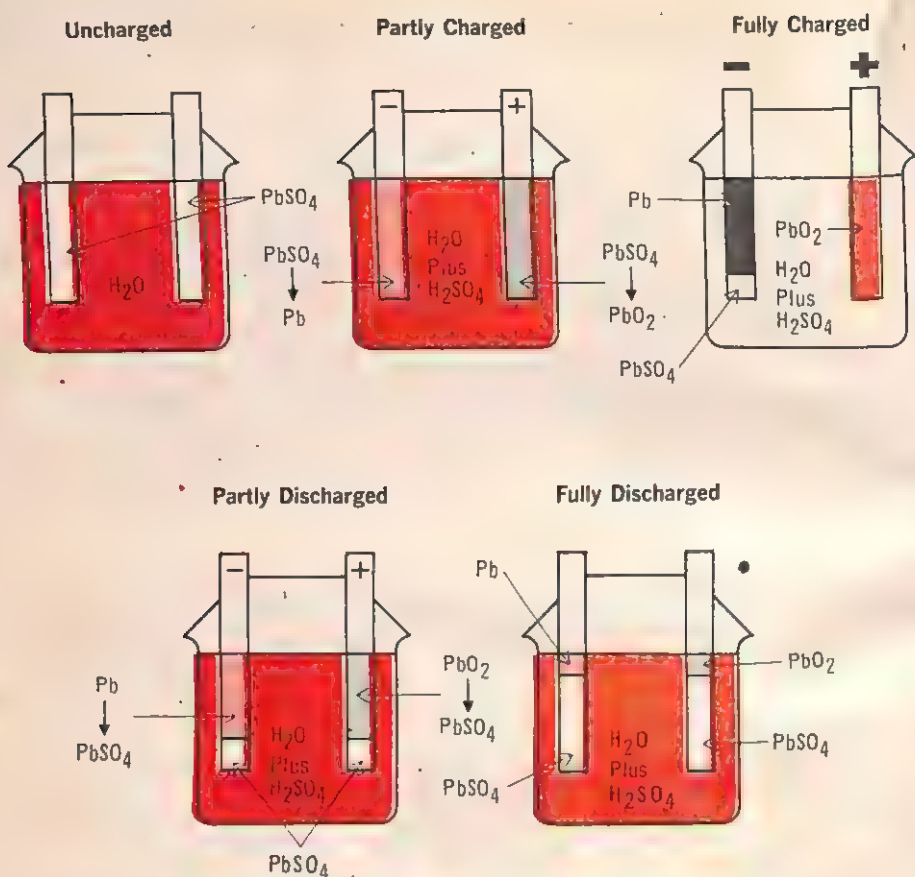 Uncharged
PbSO₄
H₂O
Partly Charged
−
+
H₂O
Plus
H₂SO₄
PbSO₄
↓
Pb
PbSO₄
↓
PbO₂
Fully Charged
−
+
Pb
PbO₂
H₂O
Plus
H₂SO₄
PbSO₄
Partly Discharged
−
+
Pb
↓
PbSO₄
H₂O
Plus
H₂SO₄
PbO₂
↓
PbSO₄
PbSO₄
Fully Discharged
Pb
PbO₂
H₂O
Plus
H₂SO₄
PbSO₄
PbSO₄